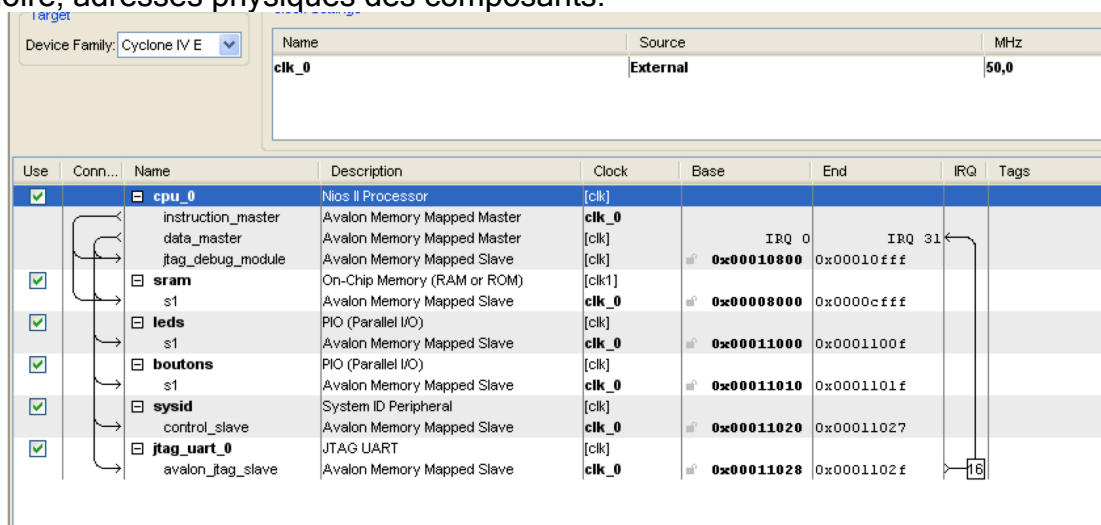 oire, adresses physiques des composants.
Target
Device Family: Cyclone IV E
Name Source MHz
clk_0 External 50,0
Use Conn... Name Description Clock Base End IRQ Tags
cpu_0 Nios II Processor [clk]
instruction_master Avalon Memory Mapped Master clk_0
data_master Avalon Memory Mapped Master [clk] IRQ 0 IRQ 31
jtag_debug_module Avalon Memory Mapped Slave [clk] 0x00010800 0x00010fff
sram On-Chip Memory (RAM or ROM) [clk1]
s1 Avalon Memory Mapped Slave clk_0 0x00008000 0x0000cfff
leds PIO (Parallel I/O) [clk]
s1 Avalon Memory Mapped Slave clk_0 0x00011000 0x0001100f
boutons PIO (Parallel I/O) [clk]
s1 Avalon Memory Mapped Slave clk_0 0x00011010 0x0001101f
sysid System ID Peripheral [clk]
control_slave Avalon Memory Mapped Slave clk_0 0x00011020 0x00011027
jtag_uart_0 JTAG UART [clk]
avalon_jtag_slave Avalon Memory Mapped Slave clk_0 0x00011028 0x0001102f 16